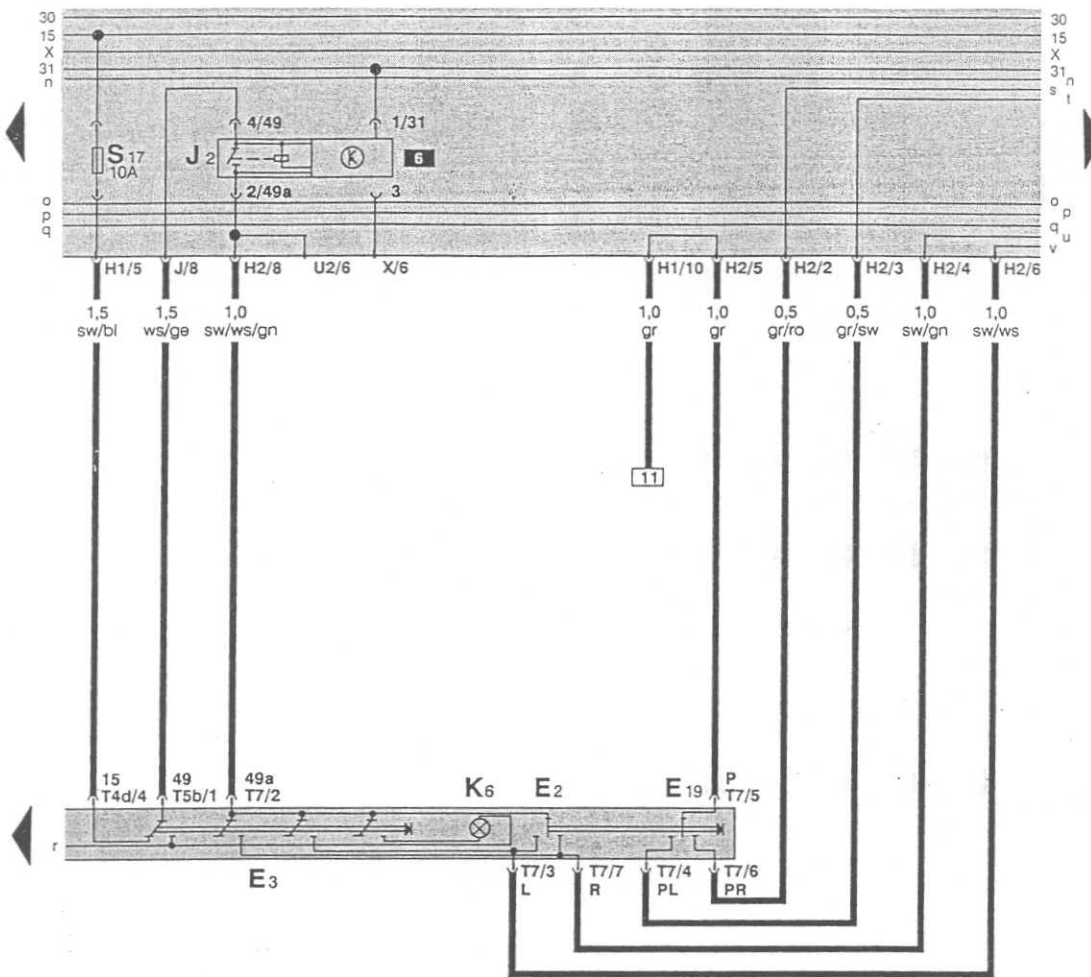 30 30
15 15
X X
31 31
n n
s
t
4/49 1/31
S 17
10A
J 2
K
6
2/49a 3
o o
p p
q q
u
v
H1/5 J/8 H2/8 U2/6 X/6 H1/10 H2/5 H2/2 H2/3 H2/4 H2/6
1,5 1,5 1,0 1,0 1,0 0,5 0,5 1,0 1,0
sw/bl ws/ge sw/ws/gn gr gr gr/ro gr/sw sw/gn sw/ws
11
15 49 49a P
T4d/4 T5b/1 T7/2 K6 E2 E19 T7/5
r
E3
T7/3 T7/7 T7/4 T7/6
L R PL PR